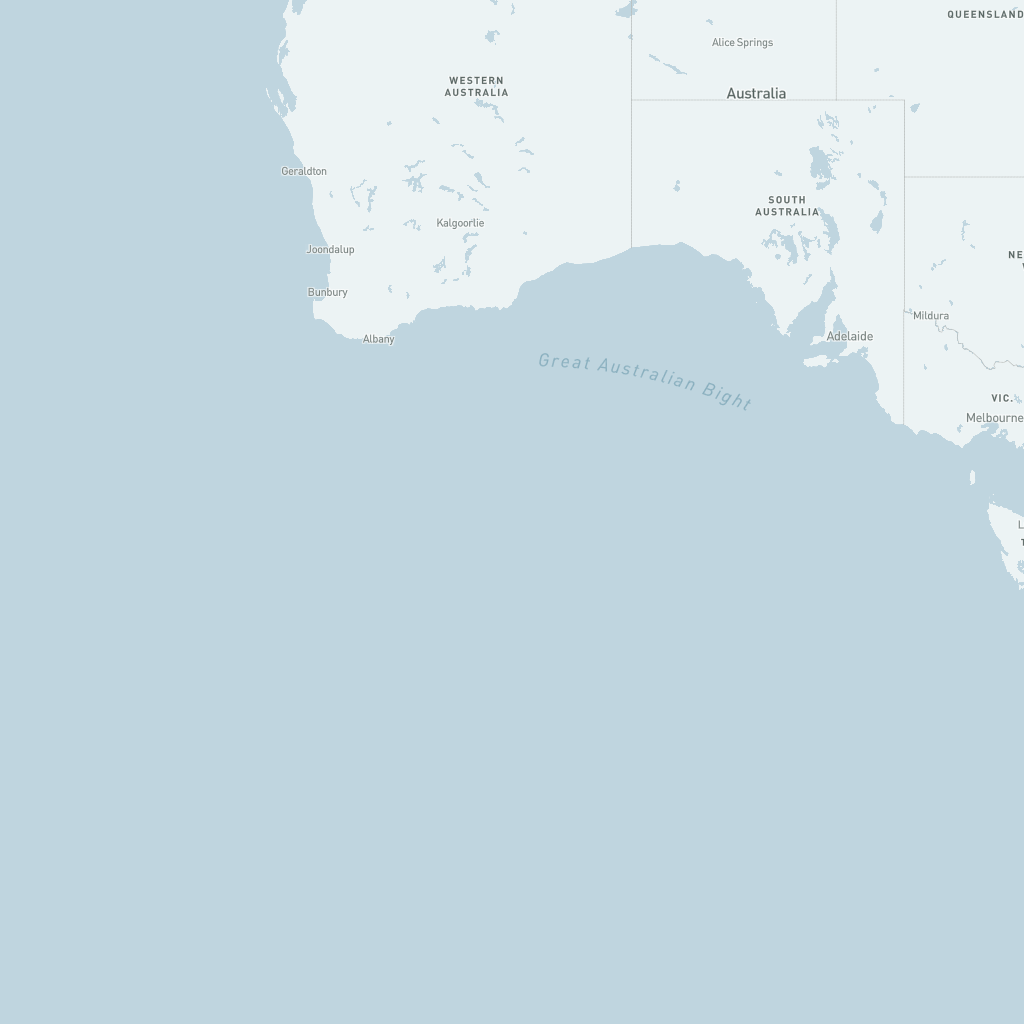 QUEENSLAND
Alice Springs
WESTERN
AUSTRALIA
Australia
Geraldton
SOUTH
AUSTRALIA
Kalgoorlie
Joondalup
NE
Bunbury
Mildura
Albany
Adelaide
Great Australian Bight
VIC.
Melbourne
L
T